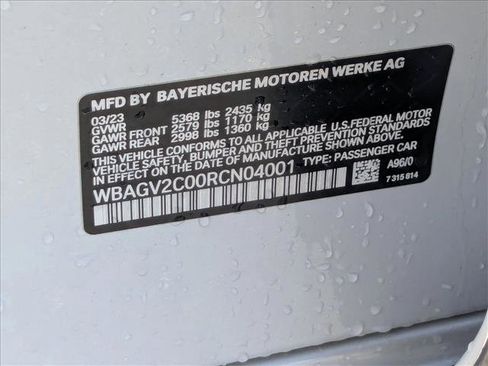 MFD BY BAYERISCHE MOTOREN WERKE AG
03/23 5368 lbs 2435 kg
GVWR
GAWR FRONT 2579 lbs 1170 kg
GAWR REAR 2998 lbs 1360 kg
THIS VEHICLE CONFORMS TO ALL APPLICABLE U.S.FEDERAL MOTOR
VEHICLE SAFETY, BUMPER, AND THEFT PREVENTION STANDARDS IN
EFFECT ON THE DATE OF MANUFACTURE SHOWN ABOVE.
WBAGV2C00RCN04001 TYPE: PASSENGER CAR
A96/0
7 315 814